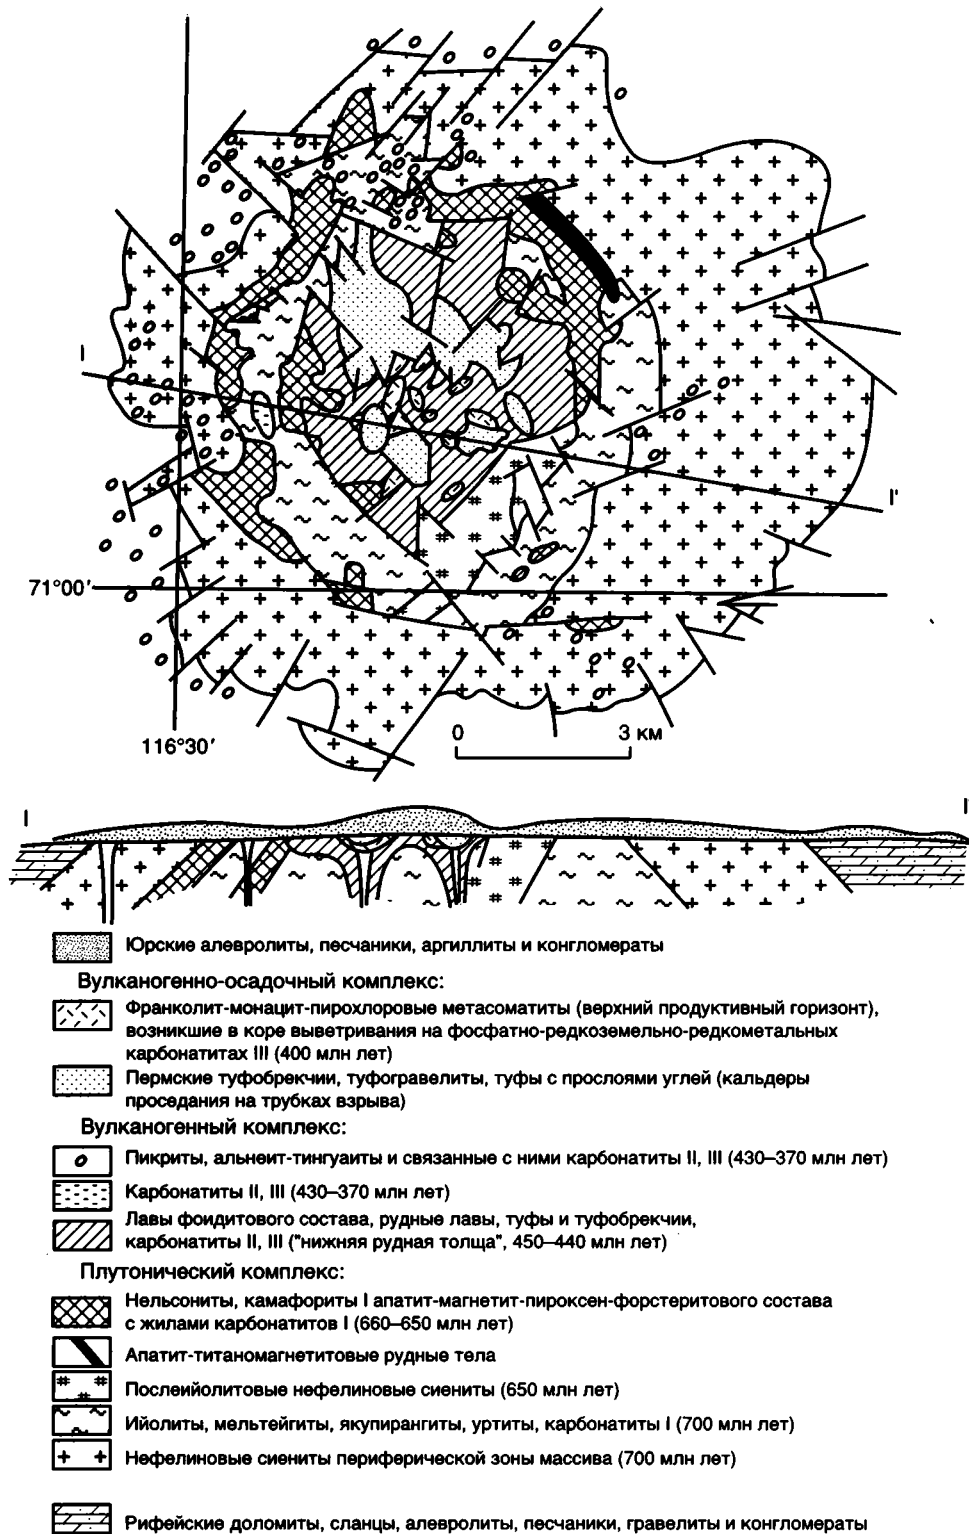 I
I'
71°00'
116°30'
0 3 км
I I'
Юрские алевролиты, песчаники, аргиллиты и конгломераты
Вулканогенно-осадочный комплекс:
Франколит-монацит-пирохлоровые метасоматиты (верхний продуктивный горизонт),
возникшие в коре выветривания на фосфатно-редкоземельно-редкометальных
карбонатитах III (400 млн лет)
Пермские туфобрекчии, туфогравелиты, туфы с прослоями углей (кальдеры
проседания на трубках взрыва)
Вулканогенный комплекс:
Пикриты, альнеит-тингуаиты и связанные с ними карбонатиты II, III (430–370 млн лет)
Карбонатиты II, III (430–370 млн лет)
Лавы фоидитового состава, рудные лавы, туфы и туфобрекчии,
карбонатиты II, III ("нижняя рудная толща", 450–440 млн лет)
Плутонический комплекс:
Нельсониты, камафориты I апатит-магнетит-пироксен-форстеритового состава
с жилами карбонатитов I (660–650 млн лет)
Апатит-титаномагнетитовые рудные тела
Послеийолитовые нефелиновые сиениты (650 млн лет)
Ийолиты, мельтейгиты, якупирангиты, уртиты, карбонатиты I (700 млн лет)
Нефелиновые сиениты периферической зоны массива (700 млн лет)
Рифейские доломиты, сланцы, алевролиты, песчаники, гравелиты и конгломераты